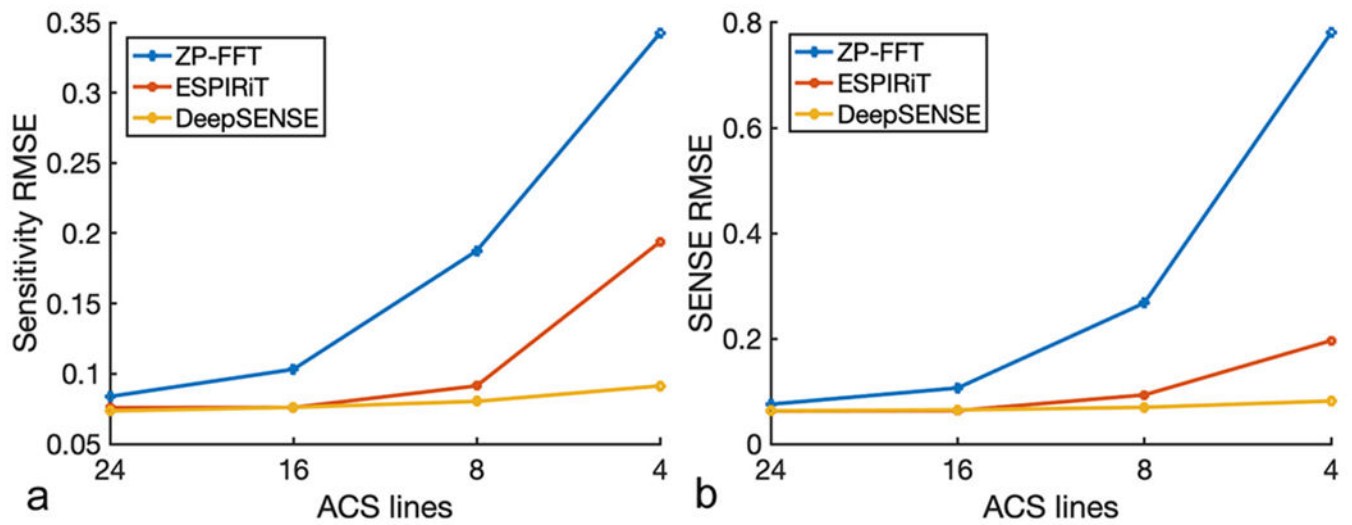 0.35
0.3
0.25
0.2
0.15
0.1
0.05
Sensitivity RMSE
ZP-FFT
ESPIRiT
DeepSENSE
24 16 8 4
ACS lines
a
0.8
0.6
0.4
0.2
0
SENSE RMSE
ZP-FFT
ESPIRiT
DeepSENSE
24 16 8 4
ACS lines
b